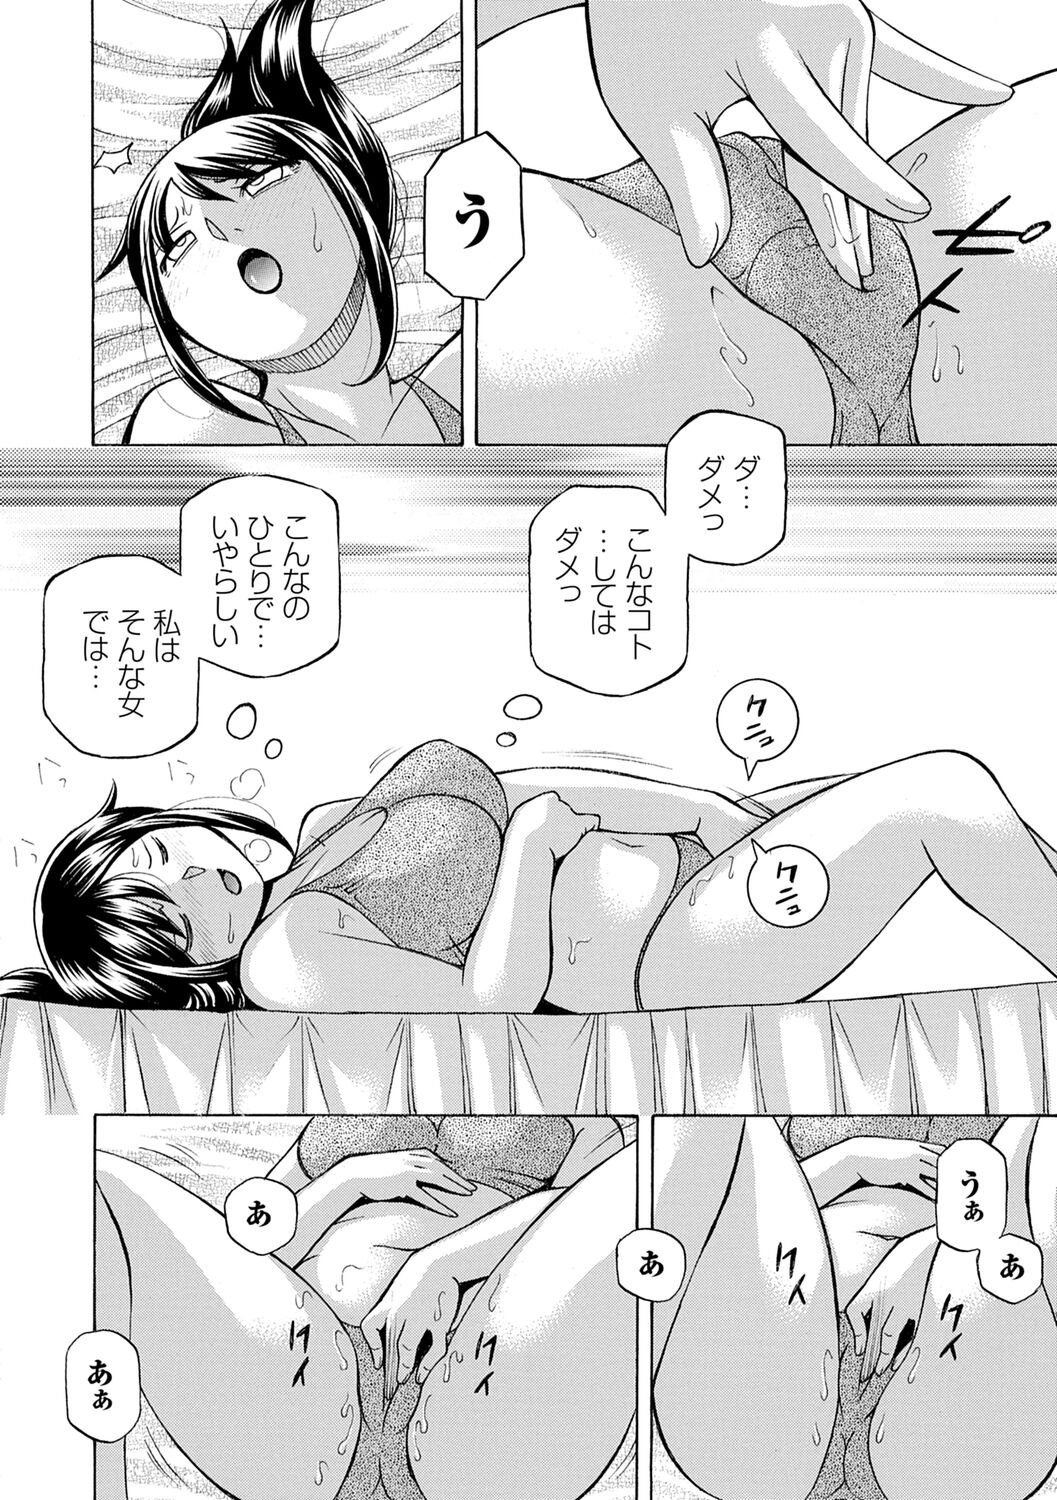 う
ダ…
ダメっ
こんなコト
…しては
ダメっ
こんなの
ひとりで…
いやらしい
私は
そんな女
では…
クニュ
クニュ
うぁ
あ
あ
クイ
クイ
あ
クイ
クイ
あぁ